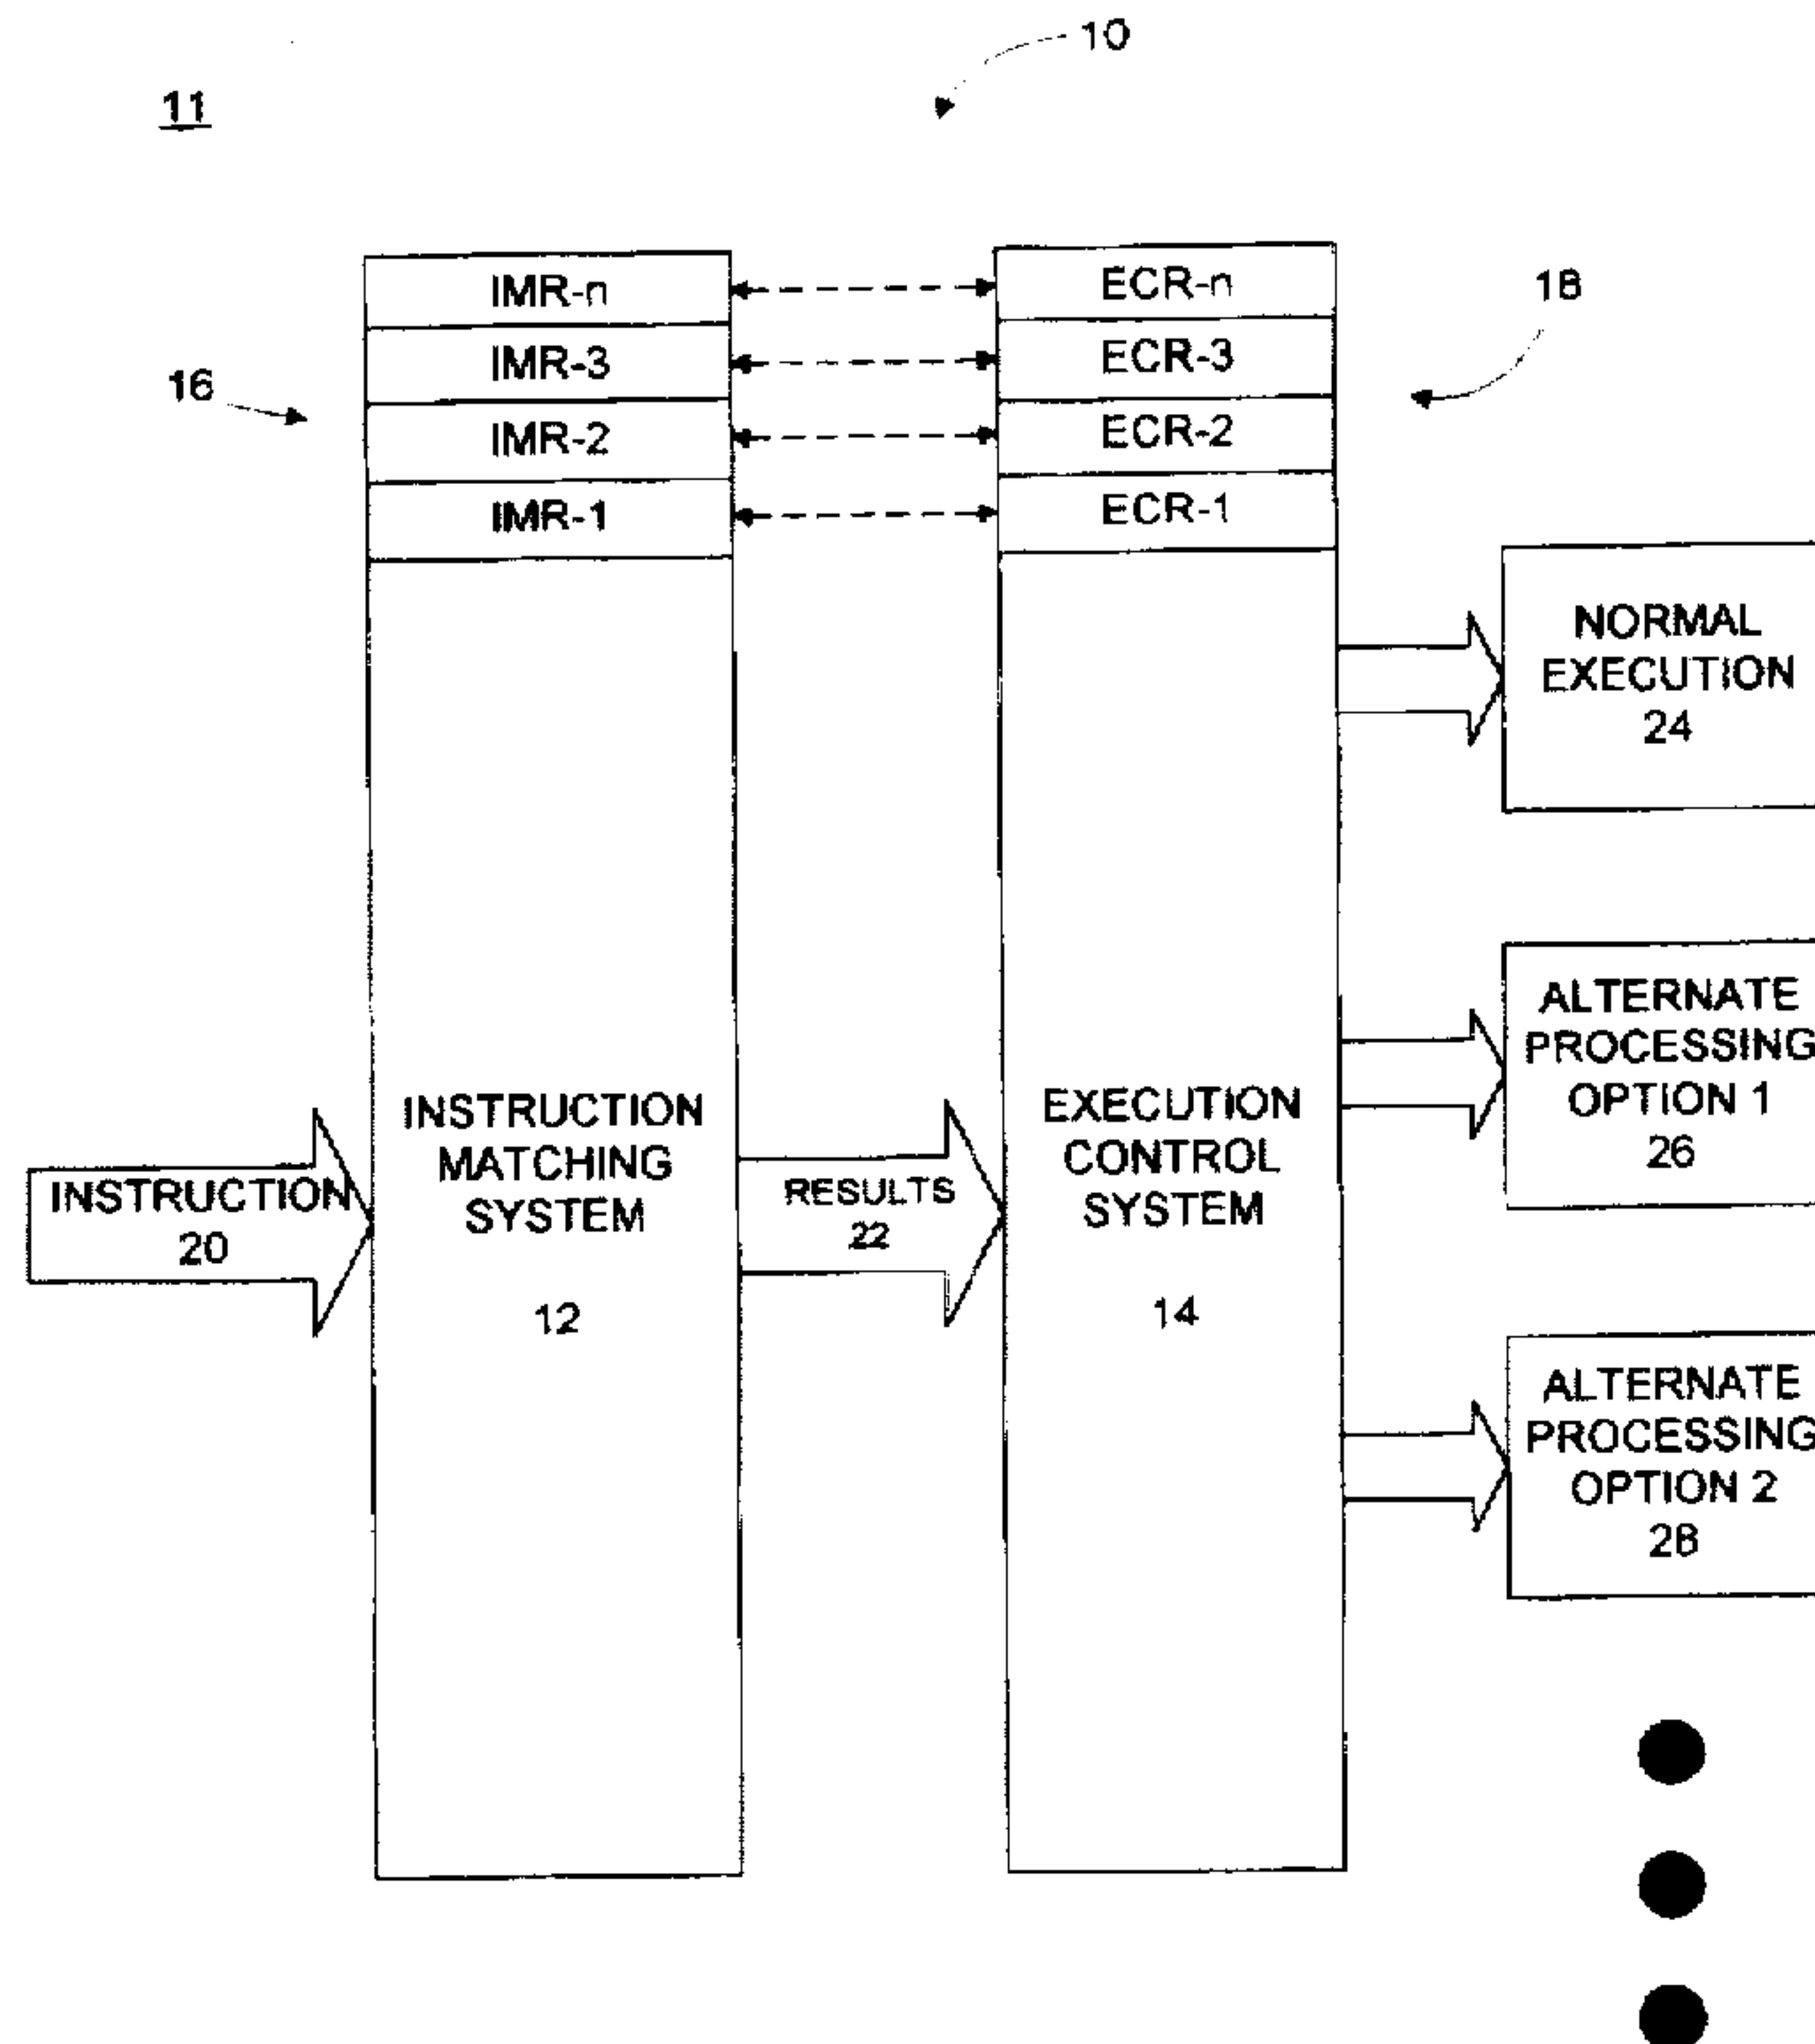 10
11
IMR-n
ECR-n
18
IMR-3
ECR-3
16
IMR-2
ECR-2
IMR-1
ECR-1
NORMAL
EXECUTION
24
ALTERNATE
PROCESSING
OPTION 1
26
INSTRUCTION
20
INSTRUCTION
MATCHING
SYSTEM
12
RESULTS
22
EXECUTION
CONTROL
SYSTEM
14
ALTERNATE
PROCESSING
OPTION 2
28